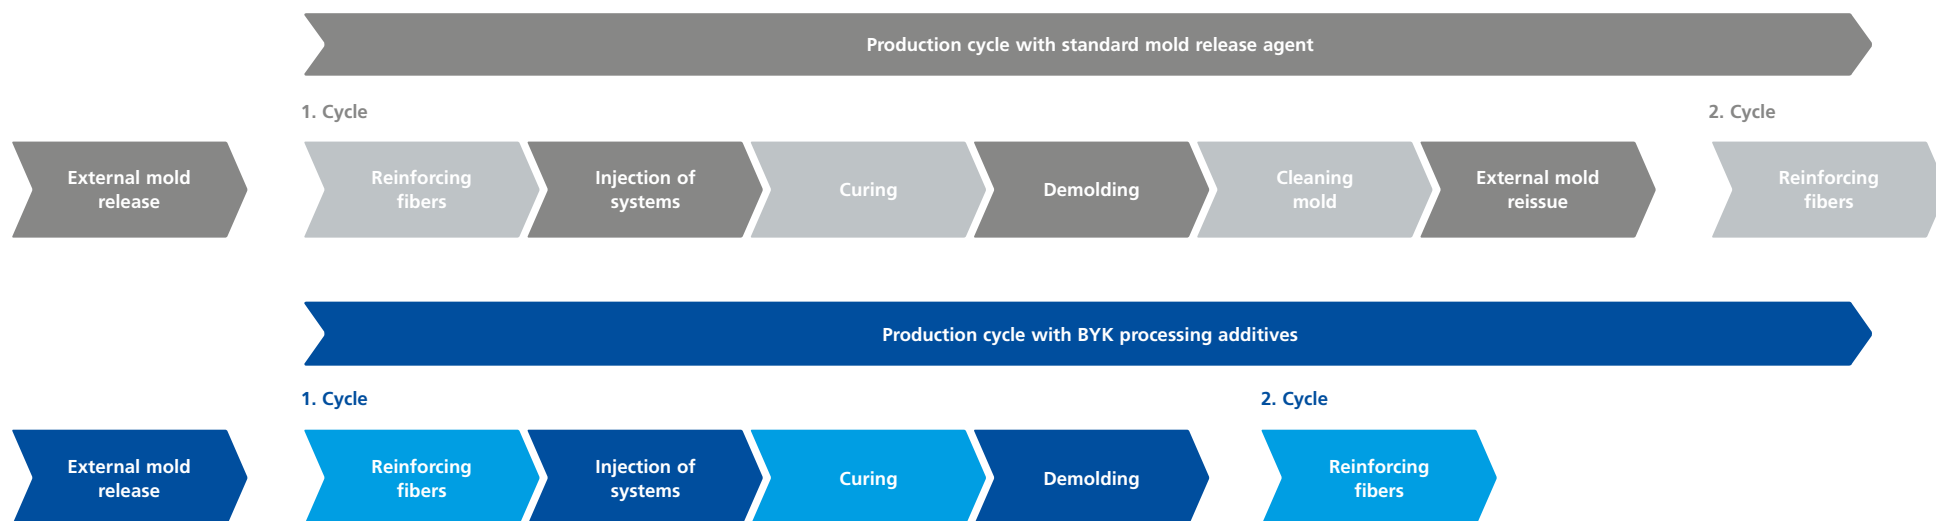 Production cycle with standard mold release agent
1. Cycle
2. Cycle
External mold
release
Reinforcing
fibers
Injection of
systems
Curing
Demolding
Cleaning
mold
External mold
reissue
Reinforcing
fibers
Production cycle with BYK processing additives
1. Cycle
2. Cycle
External mold
release
Reinforcing
fibers
Injection of
systems
Curing
Demolding
Reinforcing
fibers